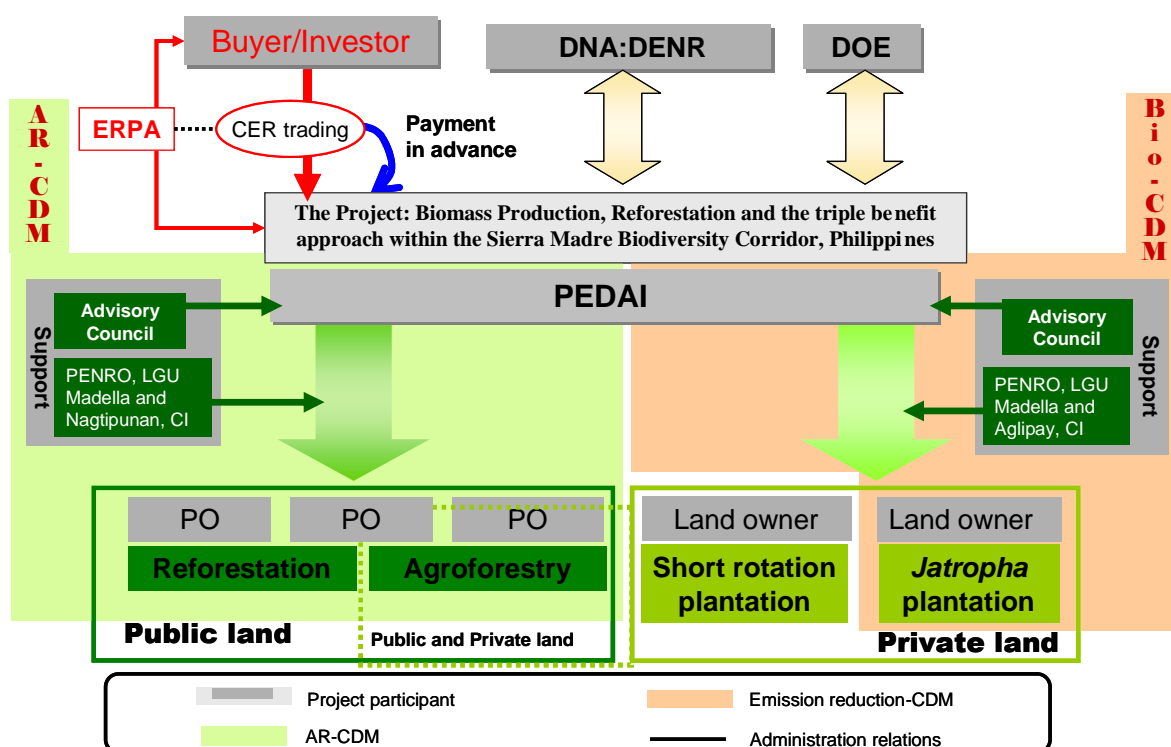 Buyer/Investor
DNA:DENR
DOE
AR-CDM
ERPA
CER trading
Payment
in advance
Bio-CDM
The Project: Biomass Production, Reforestation and the triple benefit
approach within the Sierra Madre Biodiversity Corridor, Philippines
PEDAI
Support
Advisory
Council
PENRO, LGU
Madella and
Nagtipunan, CI
Advisory
Council
PENRO, LGU
Madella and
Aglipay, CI
Support
PO
PO
PO
Reforestation
Agroforestry
Public land
Public and Private land
Land owner
Land owner
Short rotation
plantation
Jatropha
plantation
Private land
Project participant
Emission reduction-CDM
AR-CDM
Administration relations